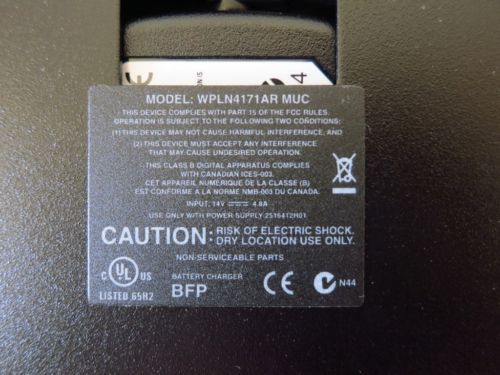 4
MODEL: WPLN4171AR MUC
THIS DEVICE COMPLIES WITH PART 15 OF THE FCC RULES.
OPERATION IS SUBJECT TO THE FOLLOWING TWO CONDITIONS:
(1) THIS DEVICE MAY NOT CAUSE HARMFUL INTERFERENCE, AND
(2) THIS DEVICE MUST ACCEPT ANY INTERFERENCE
THAT MAY CAUSE UNDESIRED OPERATION.
THIS CLASS B DIGITAL APPARATUS COMPLIES
WITH CANADIAN ICES-003.
CET APPAREIL NUMÉRIQUE DE LA CLASSE (B)
EST CONFORME A LA NORME NMB-003 DU CANADA.
INPUT: 14V 4.8A
USE ONLY WITH POWER SUPPLY 2516412H01
CAUTION: RISK OF ELECTRIC SHOCK.
DRY LOCATION USE ONLY.
NON-SERVICEABLE PARTS
C UL US
LISTED 65R2
BATTERY CHARGER
BFP
CE
N44